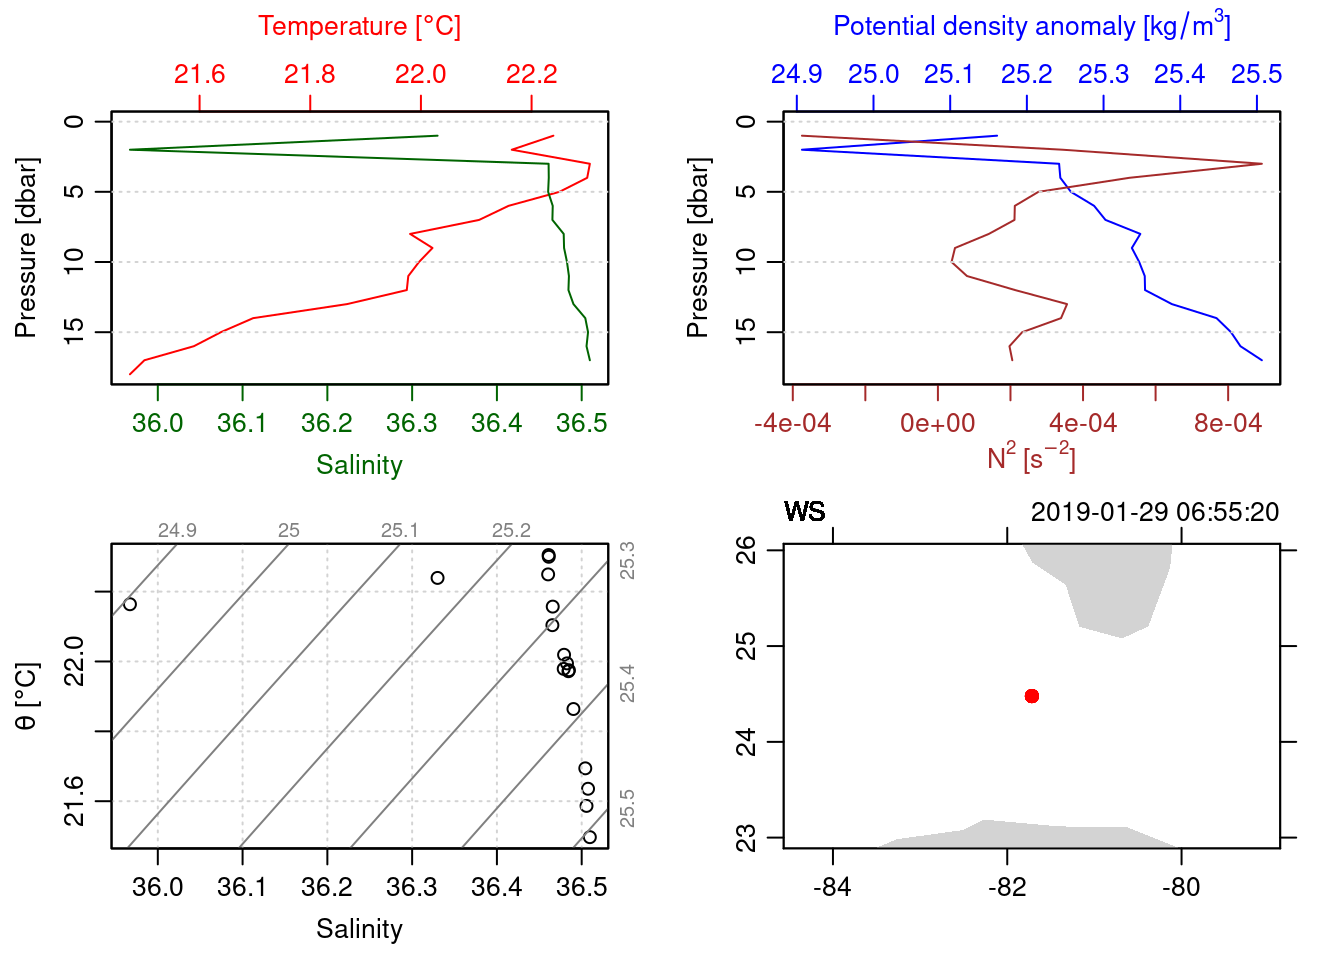 Temperature [°C]
21.6 21.8 22.0 22.2
0
5
10
15
Pressure [dbar]
36.0 36.1 36.2 36.3 36.4 36.5
Salinity
Potential density anomaly [kg/m³]
24.9 25.0 25.1 25.2 25.3 25.4 25.5
0
5
10
15
Pressure [dbar]
-4e-04 0e+00 4e-04 8e-04
N² [s⁻²]
24.9 25 25.1 25.2
25.3
25.4
25.5
22.0
21.6
θ [°C]
36.0 36.1 36.2 36.3 36.4 36.5
Salinity
WS 2019-01-29 06:55:20
26
25
24
23
-84 -82 -80